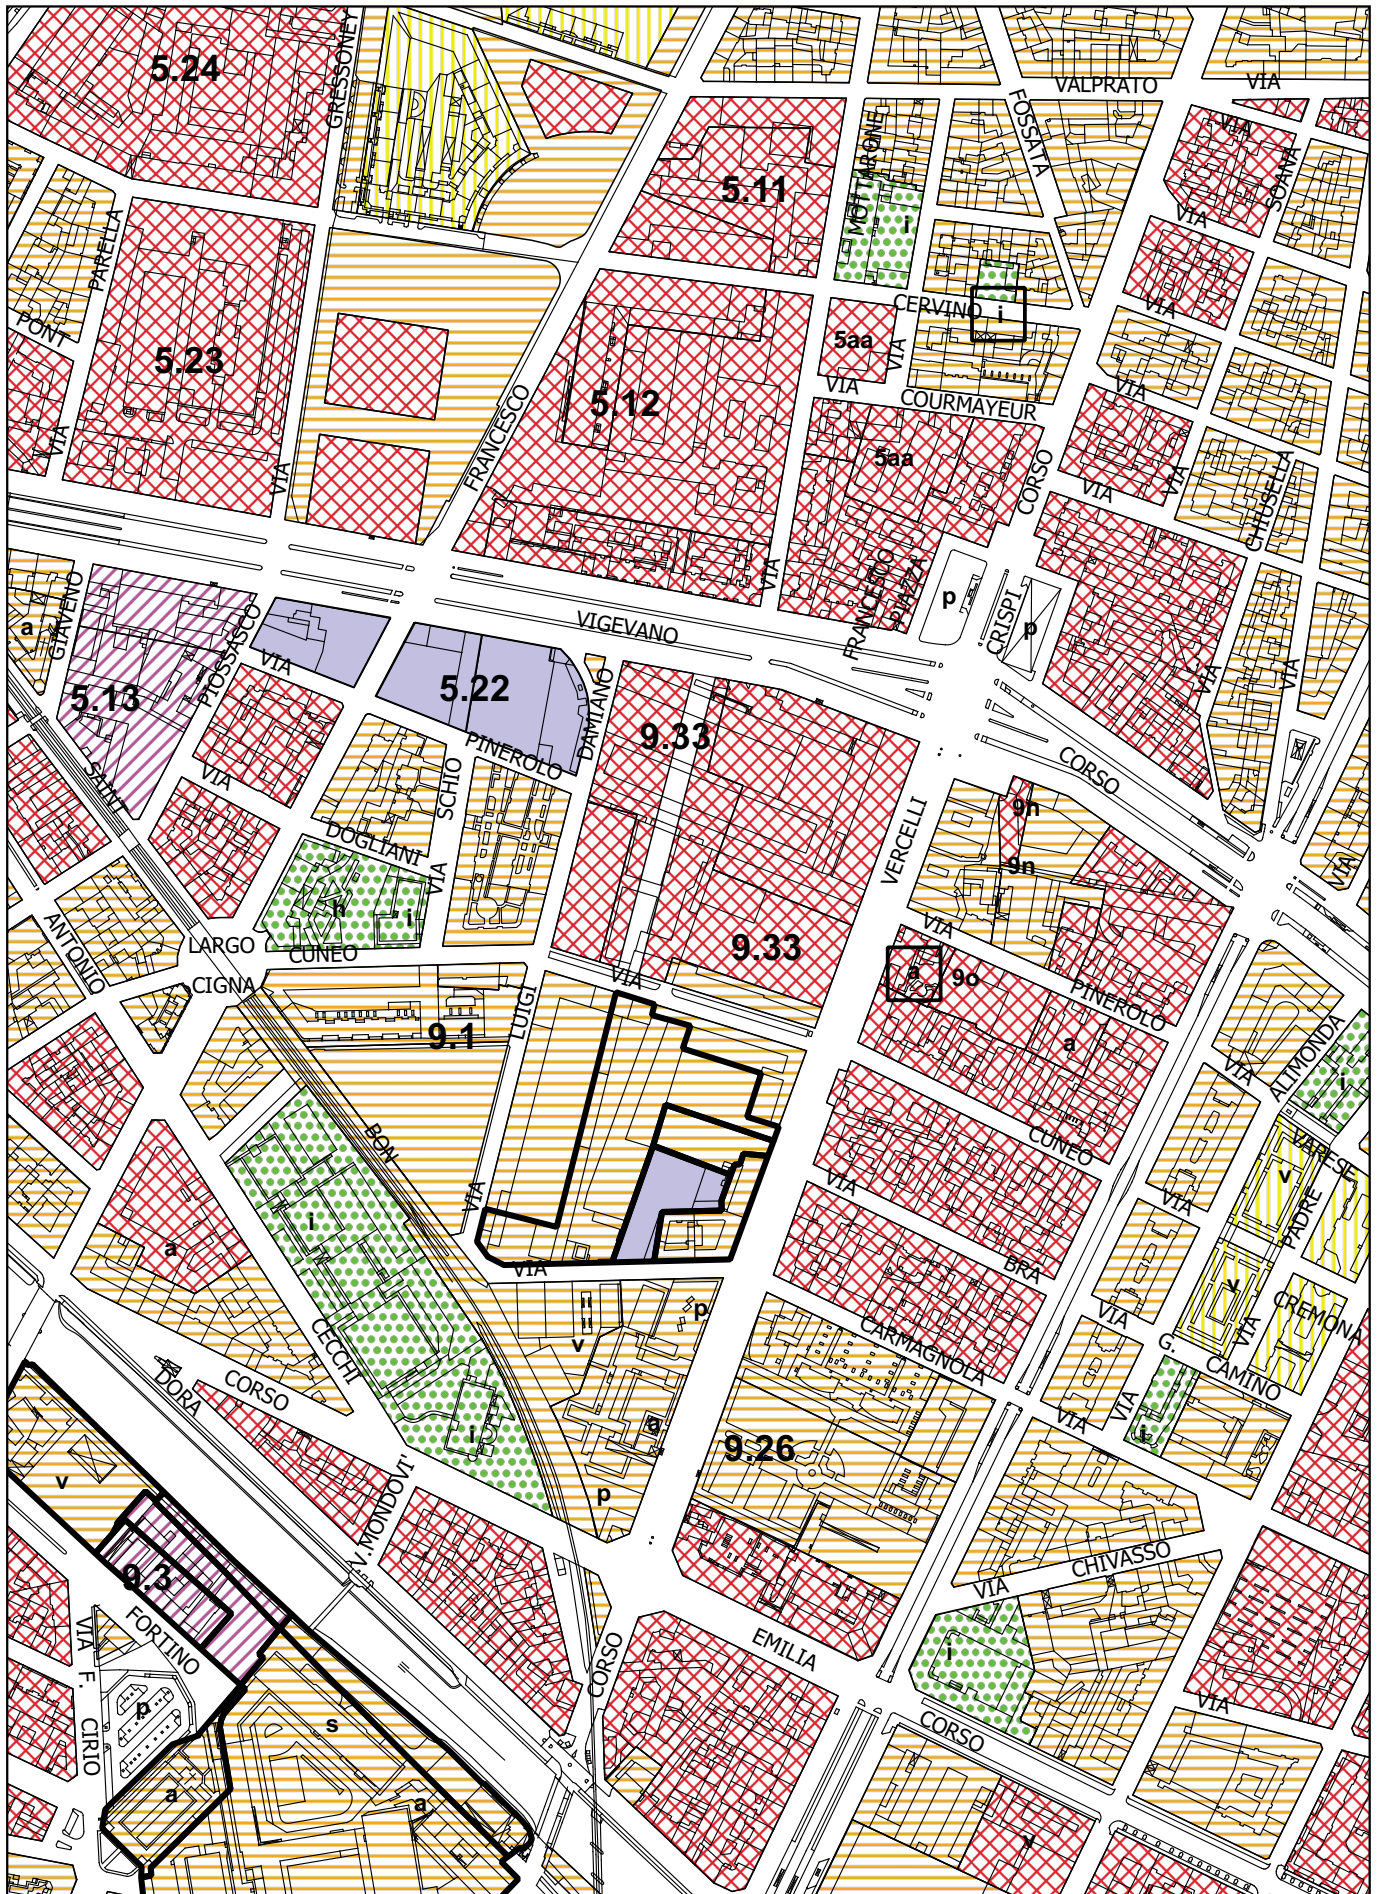 5.24
GRESSONEY
VALPRATO
VIA
FOSSATA
VIA
SOANA
5.11
MOTTARONE
i
VIA
PARELLA
CERVINO
i
VIA
PONT
5.23
5aa
VIA
VIA
VIA
5.12
COURMAYEUR
FRANCESCO
VIA
5aa
CORSO
VIA
VIA
VIA
CHIUSELLA
VIA
FRANCESCO
PIAZZA
p
CRISPI
p
GIAVENO
a
VIGEVANO
PIOSSASCO
VIA
VIA
VIA
5.13
5.22
DAMIANO
9.33
PINEROLO
SAINT
VIA
SCHIO
CORSO
DOGLIANI
VERCELLI
9n
9n
VIA
VIA
h
i
ANTONIO
LARGO
CUNEO
CIGNA
9.33
VIA
VIA
a
9o
PINEROLO
9.1
LUIGI
a
VIA
ALIMONDA
i
BON
CUNEO
VARESE
v
PADRE
VIA
VIA
VIA
i
a
VIA
BRA
v
VIA
CREMONA
p
v
CARMAGNOLA
VIA
G.
CAMINO
CECCHI
CORSO
DORA
VIA
VIA
i
i
a
9.26
v
p
V.MONDOVI'
9.3
CHIVASSO
VIA
FORTINO
VIA F. CIRIO
EMILIA
i
CORSO
VIA
p
s
CORSO
a
a
v